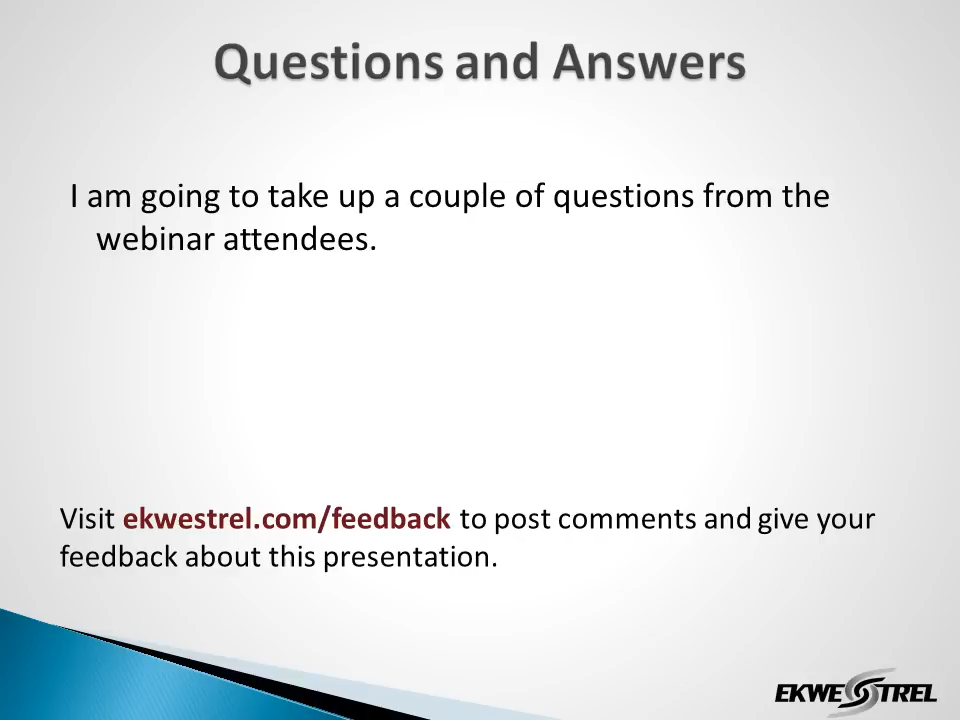 Questions and Answers
I am going to take up a couple of questions from the
webinar attendees.
Visit ekwestrel.com/feedback to post comments and give your
feedback about this presentation.
EKWESTREL